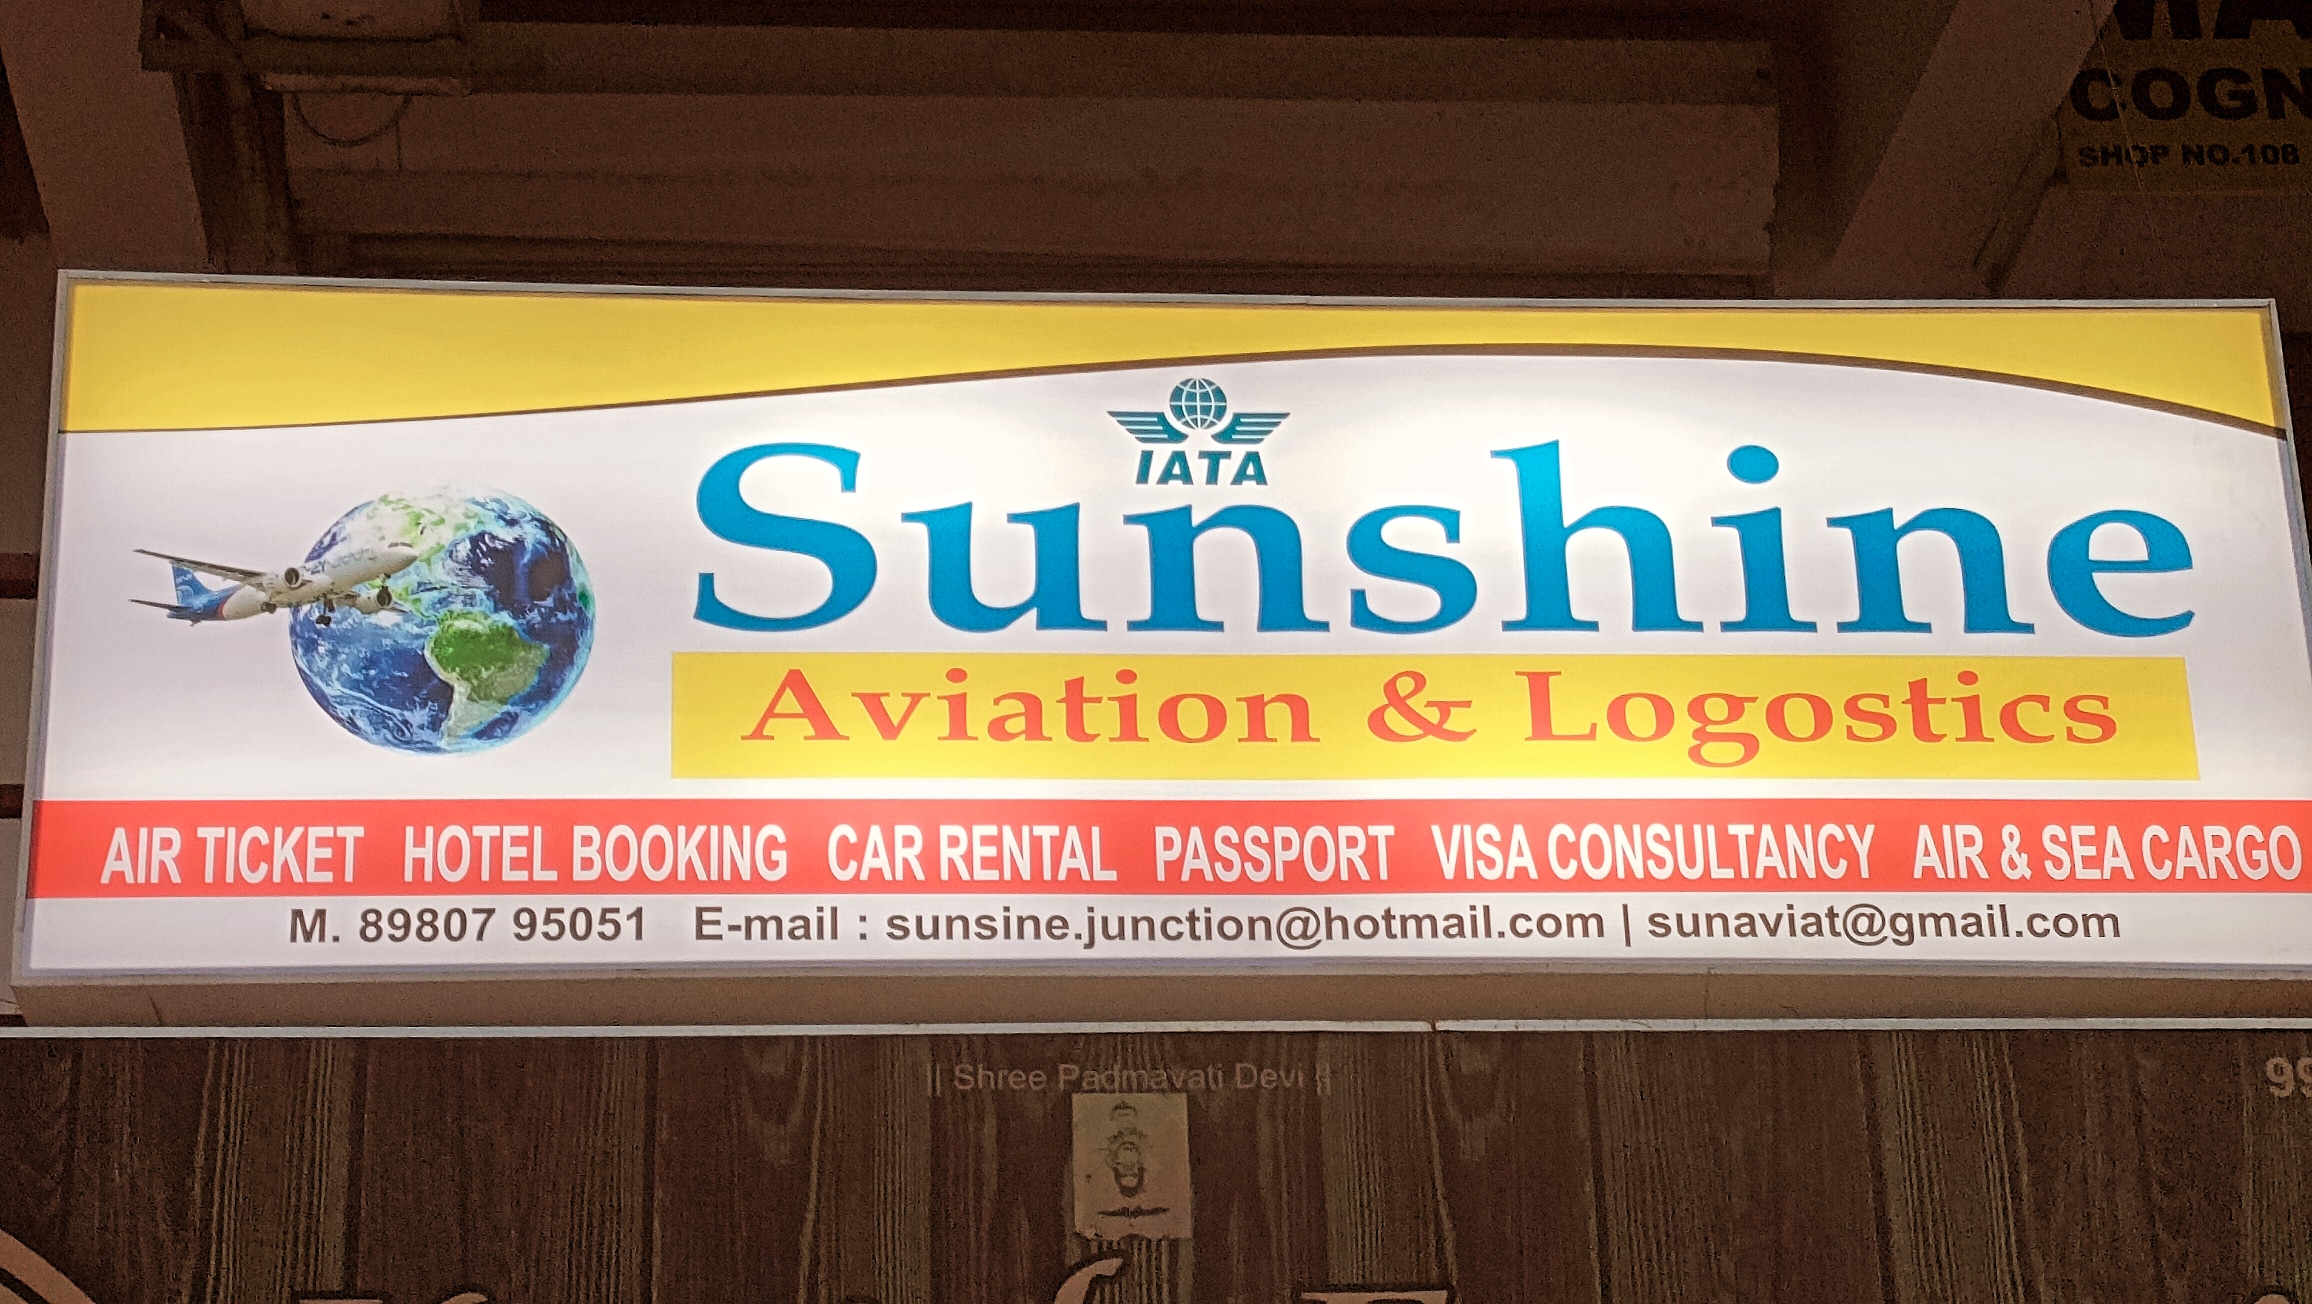 COGN
SHOP NO.108
IATA
Sunshine
Aviation & Logostics
AIR TICKET HOTEL BOOKING CAR RENTAL PASSPORT VISA CONSULTANCY AIR & SEA CARGO
M. 89807 95051 E-mail : sunsine.junction@hotmail.com | sunaviat@gmail.com
|| Shree Padmavati Devi ||
99